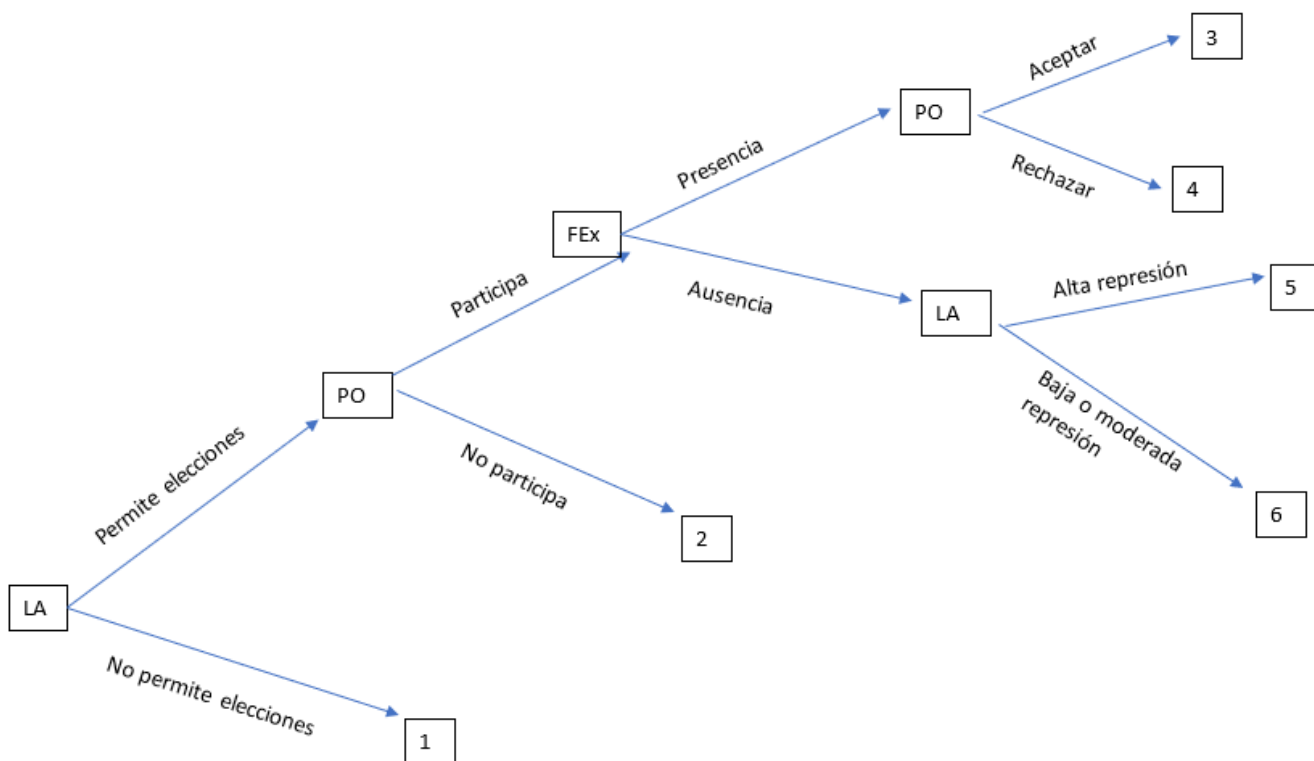 3
Aceptar
PO
Presencia
Rechazar
4
FEx
Participa
Ausencia
Alta represión
5
LA
PO
Baja o moderada
represión
Permite elecciones
No participa
6
2
LA
No permite elecciones
1